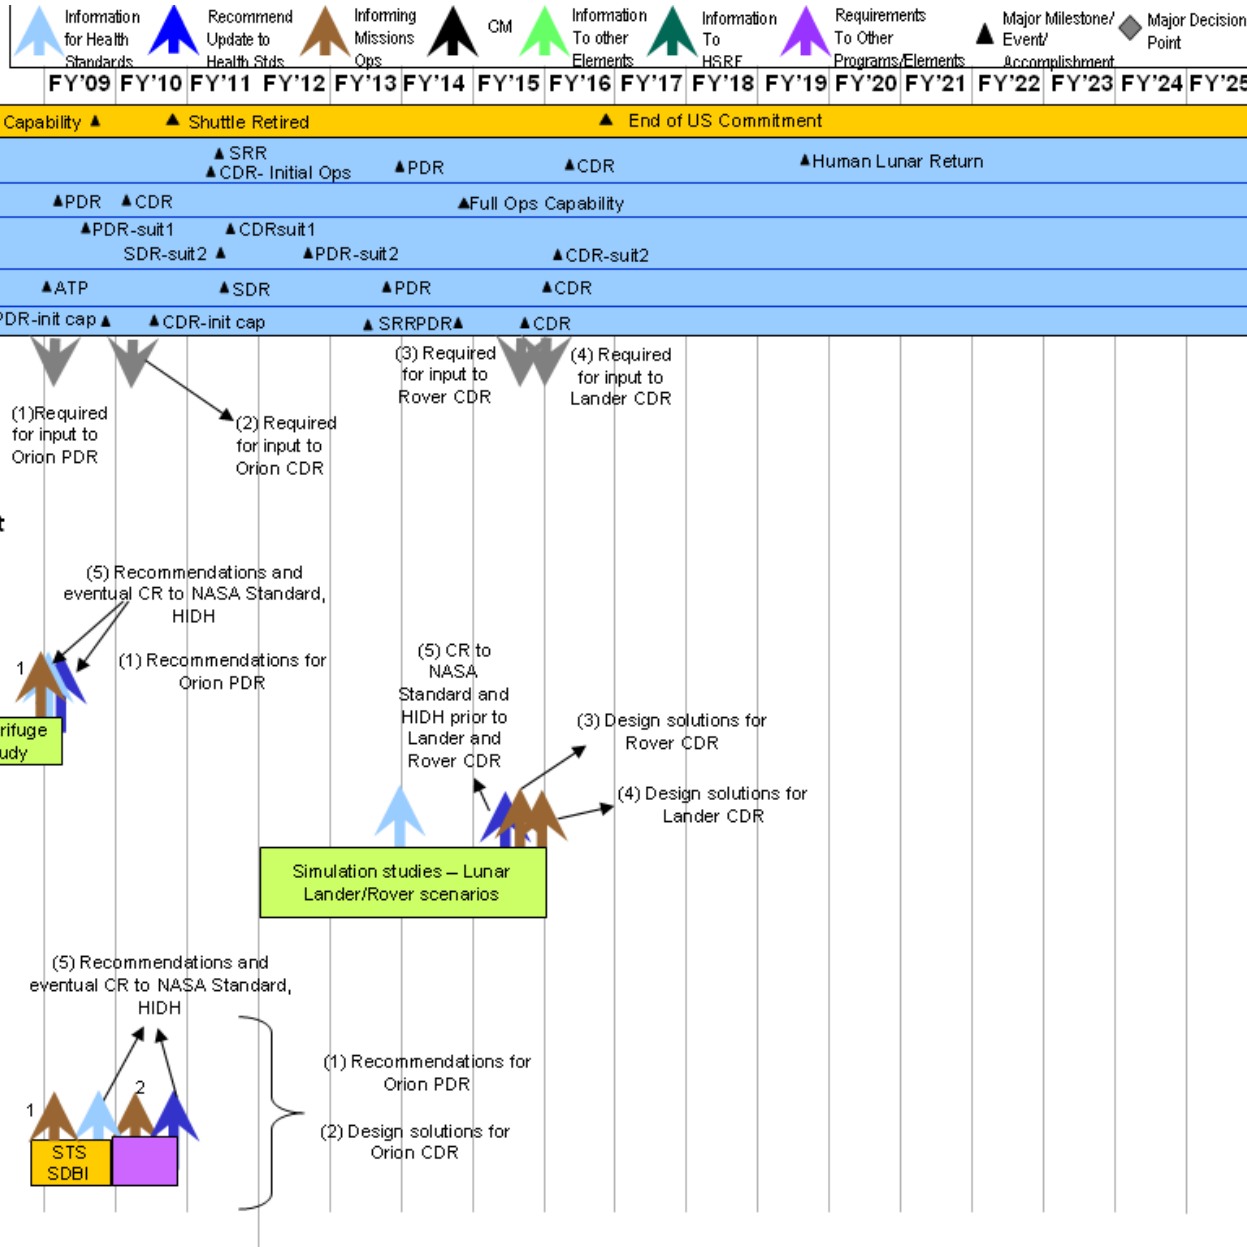 Information
for Health
Standards
Recommend
Update to
Health Stds
Informing
Missions
Ops
CM
Information
To other
Elements
Information
To
HSRF
Requirements
To Other
Programs/Elements
Major Milestone/
Event/
Accomplishment
Major Decision
Point
FY'09 FY'10 FY'11 FY'12 FY'13 FY'14 FY'15 FY'16 FY'17 FY'18 FY'19 FY'20 FY'21 FY'22 FY'23 FY'24 FY'25
Capability Shuttle Retired End of US Commitment
SRR
CDR- Initial Ops PDR CDR Human Lunar Return
PDR CDR Full Ops Capability
PDR-suit1 CDRsuit1
SDR-suit2 PDR-suit2 CDR-suit2
ATP SDR PDR CDR
PDR-init cap CDR-init cap SRR PDR CDR
(3) Required
for input to
Rover CDR
(4) Required
for input to
Lander CDR
(1)Required
for input to
Orion PDR
(2) Required
for input to
Orion CDR
t
(5) Recommendations and
eventual CR to NASA Standard,
HIDH
1
(1) Recommendations for
Orion PDR
rifuge
udy
(5) CR to
NASA
Standard and
HIDH prior to
Lander and
Rover CDR
(3) Design solutions for
Rover CDR
(4) Design solutions for
Lander CDR
Simulation studies – Lunar
Lander/Rover scenarios
(5) Recommendations and
eventual CR to NASA Standard,
HIDH
1
2
STS
SDBI
(1) Recommendations for
Orion PDR
(2) Design solutions for
Orion CDR